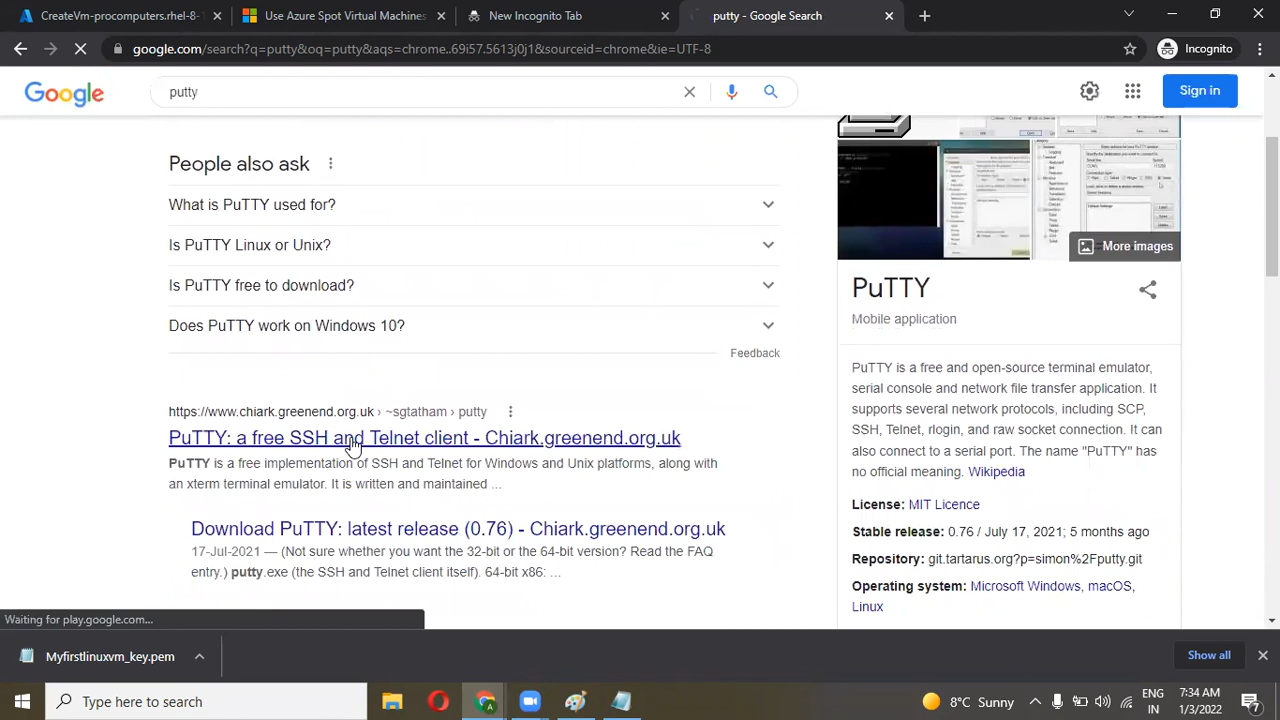 CreateVm-procomputers.rhel-8-
Use Azure Spot Virtual Machines
New Incognito Tab
putty - Google Search
google.com/search?q=putty&oq=putty&aqs=chrome..69i57.5613j0j1&sourceid=chrome&ie=UTF-8
Incognito
Google
putty
Sign in
People also ask
What is PuTTY used for?
Is PuTTY Linux or Unix?
Is PuTTY free to download?
Does PuTTY work on Windows 10?
Feedback
https://www.chiark.greenend.org.uk › ~sgtatham › putty
PuTTY: a free SSH and Telnet client - Chiark.greenend.org.uk
PuTTY is a free implementation of SSH and Telnet for Windows and Unix platforms, along with
an xterm terminal emulator. It is written and maintained ...
Download PuTTY: latest release (0.76) - Chiark.greenend.org.uk
17-Jul-2021 — (Not sure whether you want the 32-bit or the 64-bit version? Read the FAQ
entry.) putty.exe (the SSH and Telnet client itself). 64-bit x86: ...
More images
PuTTY
Mobile application
PuTTY is a free and open-source terminal emulator,
serial console and network file transfer application. It
supports several network protocols, including SCP,
SSH, Telnet, rlogin, and raw socket connection. It can
also connect to a serial port. The name "PuTTY" has
no official meaning. Wikipedia
License: MIT Licence
Stable release: 0.76 / July 17, 2021; 5 months ago
Repository: git.tartarus.org?p=simon%2Fputty.git
Operating system: Microsoft Windows, macOS,
Linux
Waiting for play.google.com...
Myfirstlinuxvm_key.pem
Show all
Type here to search
8°C Sunny
ENG
IN
7:34 AM
1/3/2022
7